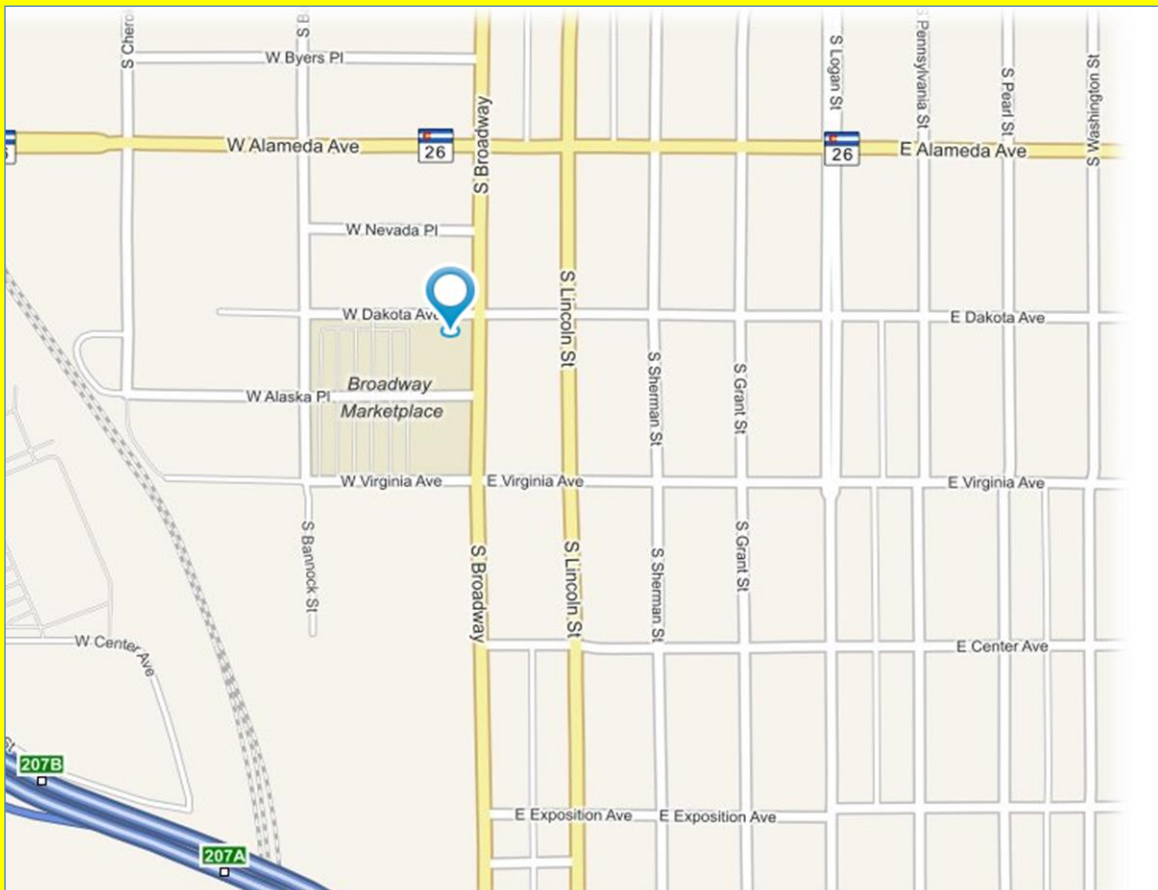 S Chero
S B
W Byers Pl
S Logan St
S Pennsylvania St
S Pearl St
S Washington St
W Alameda Ave
26
S Broadway
26
E Alameda Ave
W Nevada Pl
W Dakota Ave
S Lincoln St
E Dakota Ave
Broadway
Marketplace
W Alaska Pl
S Sherman St
S Grant St
W Virginia Ave
E Virginia Ave
E Virginia Ave
S Bannock St
S Broadway
S Lincoln St
S Sherman St
S Grant St
W Center Ave
E Center Ave
St
207B
E Exposition Ave
E Exposition Ave
207A